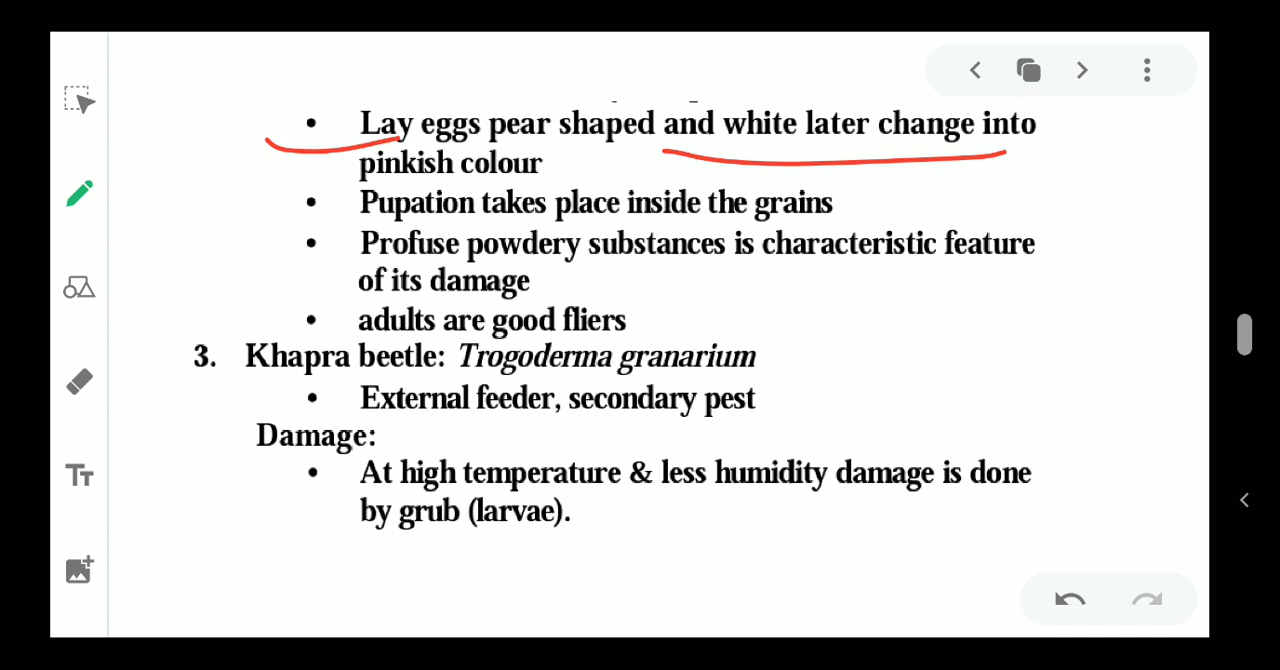 • Lay eggs pear shaped and white later change into
pinkish colour
• Pupation takes place inside the grains
• Profuse powdery substances is characteristic feature
of its damage
• adults are good fliers
3. Khapra beetle: Trogoderma granarium
• External feeder, secondary pest
Damage:
• At high temperature & less humidity damage is done
by grub (larvae).
TT